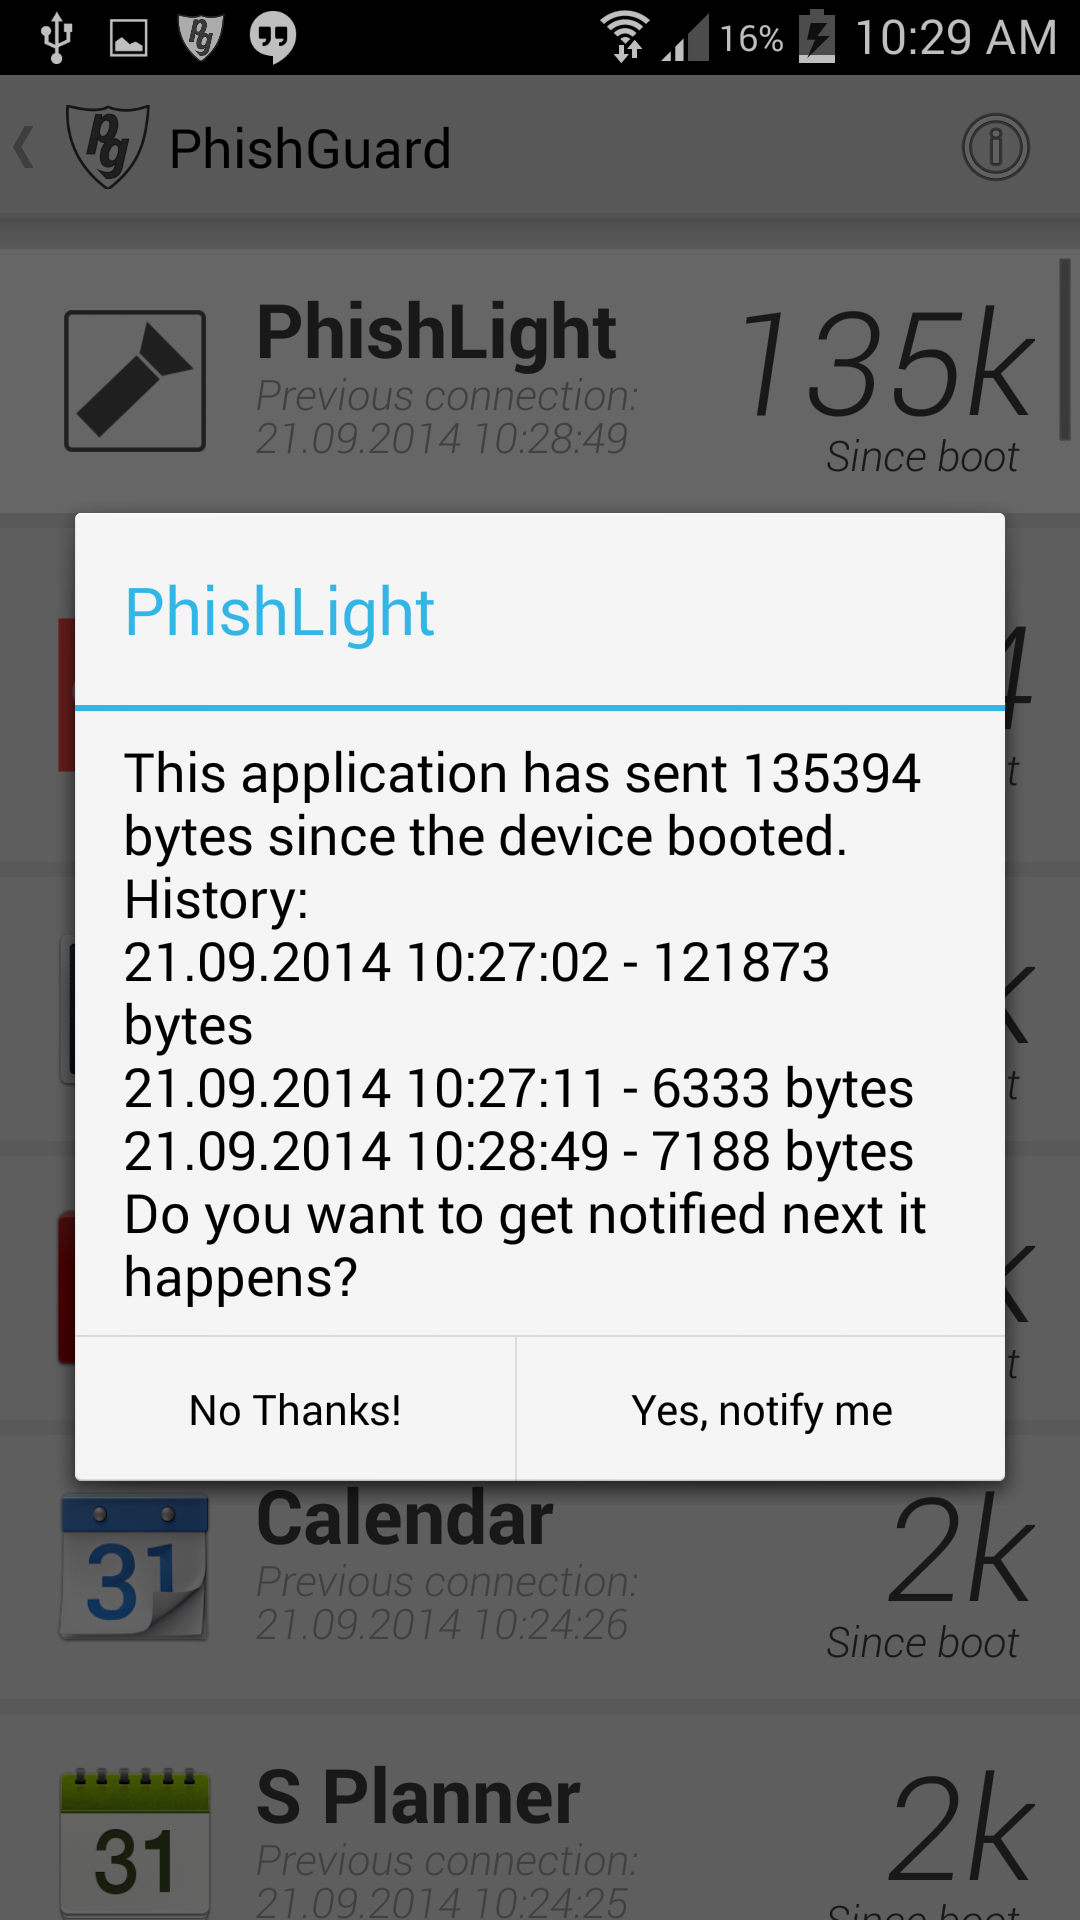 16% 10:29 AM
pg PhishGuard
PhishLight
135k
Previous connection:
21.09.2014 10:28:49
Since boot
PhishLight
This application has sent 135394
bytes since the device booted.
History:
21.09.2014 10:27:02 - 121873
bytes
21.09.2014 10:27:11 - 6333 bytes
21.09.2014 10:28:49 - 7188 bytes
Do you want to get notified next it
happens?
No Thanks! Yes, notify me
31
Calendar
2k
Previous connection:
21.09.2014 10:24:26
Since boot
31
S Planner
2k
Previous connection:
21.09.2014 10:24:25
Since boot